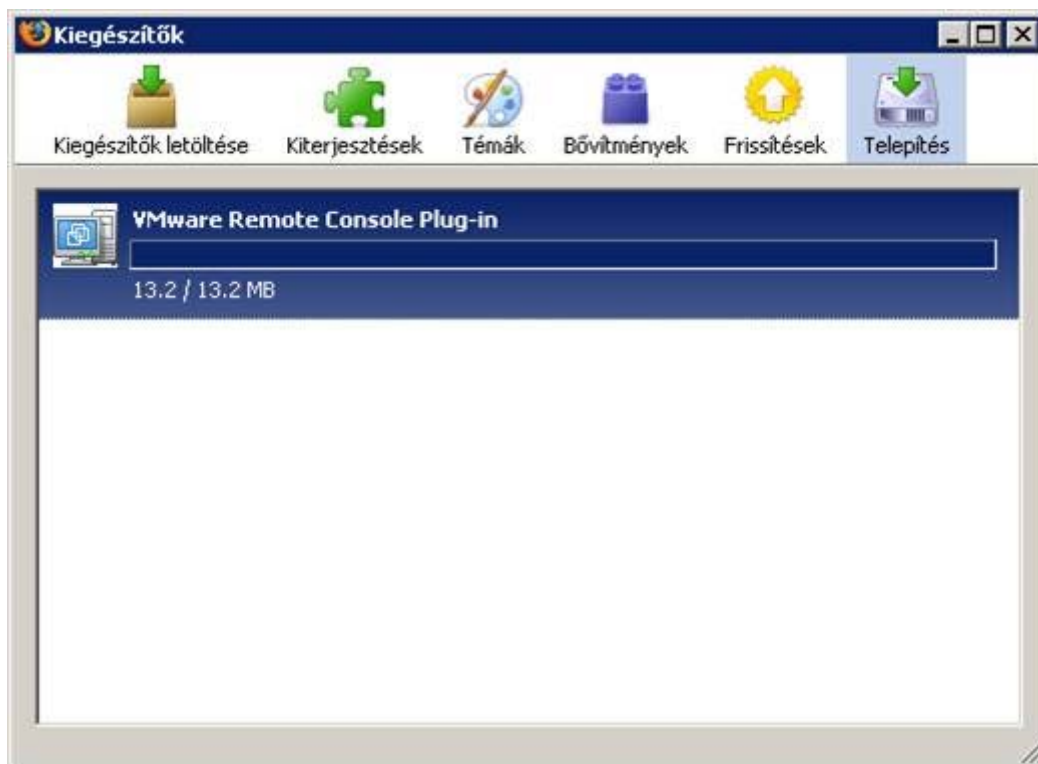 Kiegészítők
Kiegészítők letöltése Kiterjesztések Témák Bővítmények Frissítések Telepítés
VMware Remote Console Plug-in
13.2 / 13.2 MB